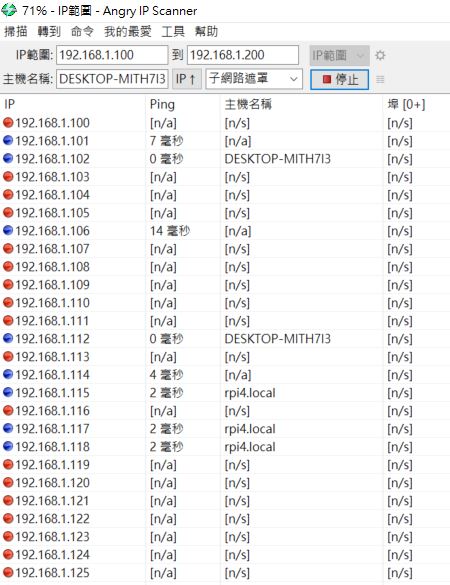 71% - IP範圍 - Angry IP Scanner
掃描 轉到 命令 我的最愛 工具 幫助
IP範圍: 192.168.1.100 到 192.168.1.200 IP範圍
主機名稱: DESKTOP-MITH7I3 IP↑ 子網路遮罩 停止
IP Ping 主機名稱 埠 [0+]
192.168.1.100 [n/a] [n/s] [n/s]
192.168.1.101 7 毫秒 [n/a] [n/s]
192.168.1.102 0 毫秒 DESKTOP-MITH7I3 [n/s]
192.168.1.103 [n/a] [n/s] [n/s]
192.168.1.104 [n/a] [n/s] [n/s]
192.168.1.105 [n/a] [n/s] [n/s]
192.168.1.106 14 毫秒 [n/a] [n/s]
192.168.1.107 [n/a] [n/s] [n/s]
192.168.1.108 [n/a] [n/s] [n/s]
192.168.1.109 [n/a] [n/s] [n/s]
192.168.1.110 [n/a] [n/s] [n/s]
192.168.1.111 [n/a] [n/s] [n/s]
192.168.1.112 0 毫秒 DESKTOP-MITH7I3 [n/s]
192.168.1.113 [n/a] [n/s] [n/s]
192.168.1.114 4 毫秒 [n/a] [n/s]
192.168.1.115 2 毫秒 rpi4.local [n/s]
192.168.1.116 [n/a] [n/s] [n/s]
192.168.1.117 2 毫秒 rpi4.local [n/s]
192.168.1.118 2 毫秒 rpi4.local [n/s]
192.168.1.119 [n/a] [n/s] [n/s]
192.168.1.120 [n/a] [n/s] [n/s]
192.168.1.121 [n/a] [n/s] [n/s]
192.168.1.122 [n/a] [n/s] [n/s]
192.168.1.123 [n/a] [n/s] [n/s]
192.168.1.124 [n/a] [n/s] [n/s]
192.168.1.125 [n/a] [n/s] [n/s]